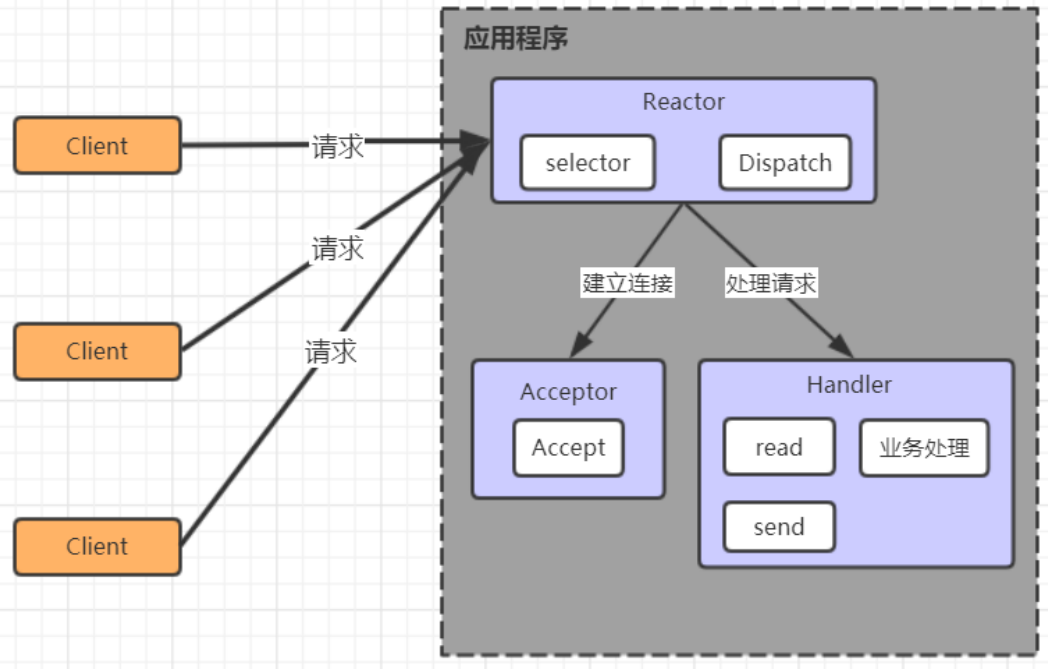 应用程序
Reactor
selector
Dispatch
Client
请求
Client
请求
Client
请求
建立连接
处理请求
Acceptor
Accept
Handler
read
业务处理
send